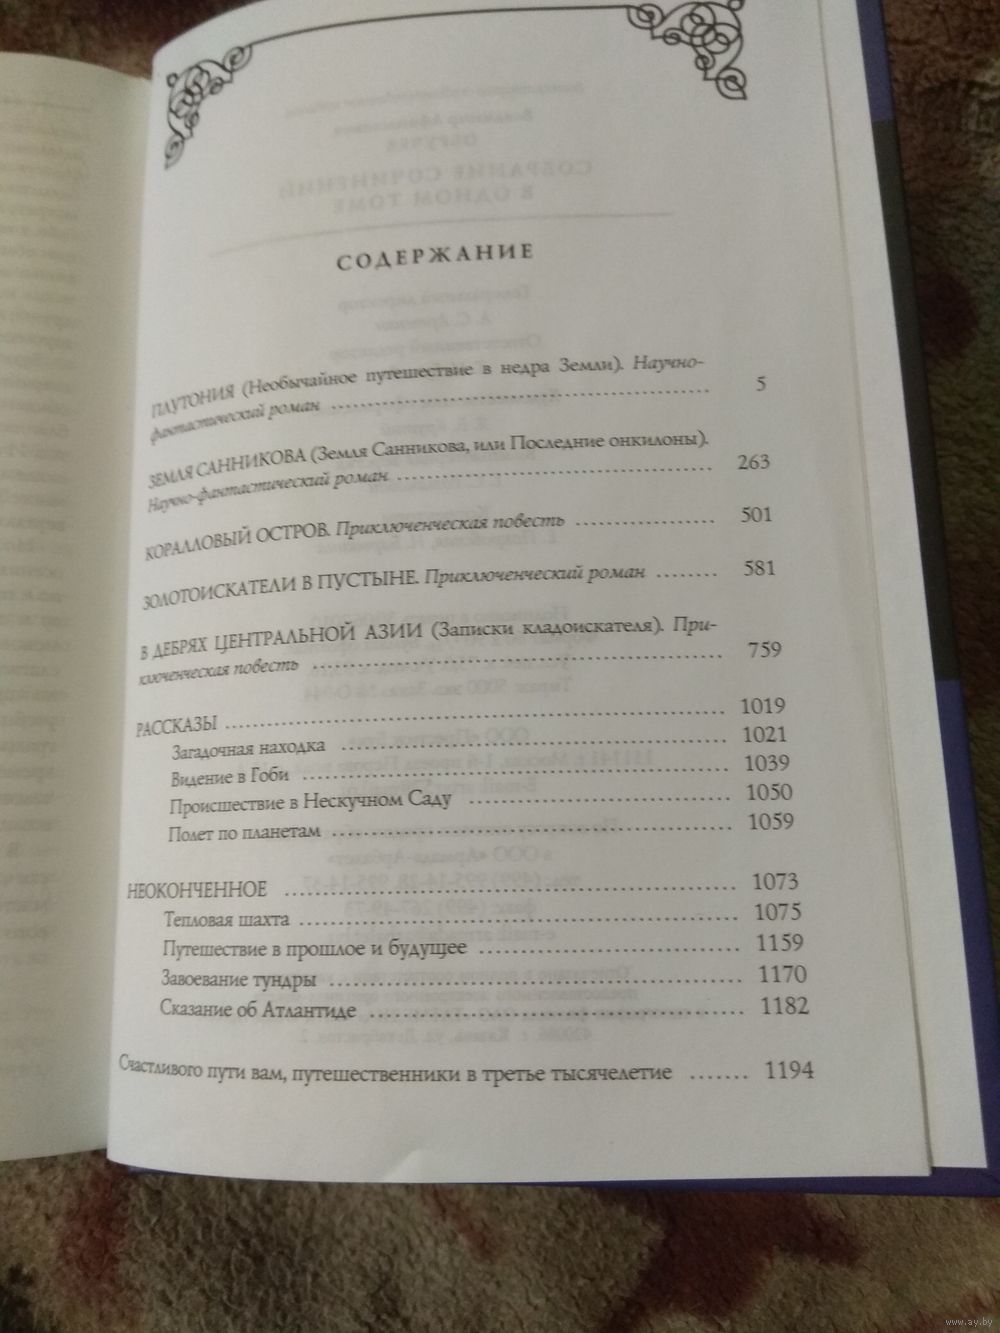 СОДЕРЖАНИЕ
ПЛУТОНИЯ (Необычайное путешествие в недра Земли). Научно-
фантастический роман ........ 5
ЗЕМЛЯ САННИКОВА (Земля Санникова, или Последние онкилоны).
Научно-фантастический роман ........ 263
КОРАЛЛОВЫЙ ОСТРОВ. Приключенческая повесть ........ 501
ЗОЛОТОИСКАТЕЛИ В ПУСТЫНЕ. Приключенческий роман ........ 581
В ДЕБРЯХ ЦЕНТРАЛЬНОЙ АЗИИ (Записки кладоискателя). При-
ключенческая повесть ........ 759
РАССКАЗЫ ........ 1019
Загадочная находка ........ 1021
Видение в Гоби ........ 1039
Происшествие в Нескучном Саду ........ 1050
Полет по планетам ........ 1059
НЕОКОНЧЕННОЕ ........ 1073
Тепловая шахта ........ 1075
Путешествие в прошлое и будущее ........ 1159
Завоевание тундры ........ 1170
Сказание об Атлантиде ........ 1182
Счастливого пути вам, путешественники в третье тысячелетие ....... 1194
www.ay.by